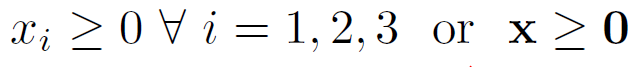 xᵢ ≥ 0 ∀ i = 1, 2, 3 or 𝐱 ≥ 𝟎